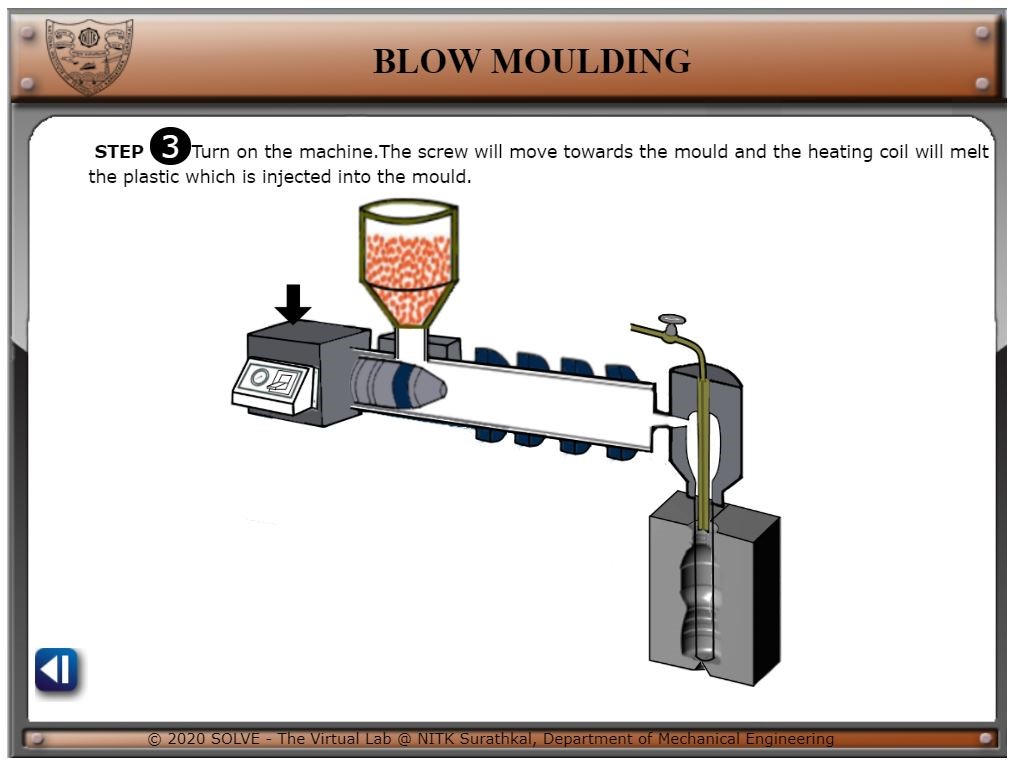 BLOW MOULDING
STEP 3 Turn on the machine.The screw will move towards the mould and the heating coil will melt
the plastic which is injected into the mould.
© 2020 SOLVE - The Virtual Lab @ NITK Surathkal, Department of Mechanical Engineering